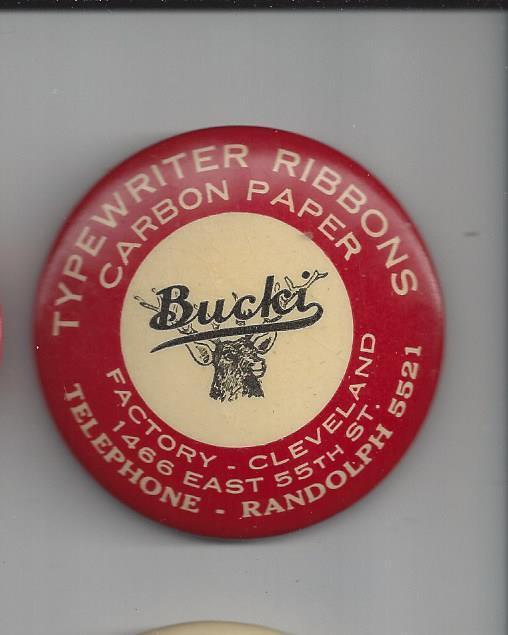 TYPEWRITER RIBBONS
CARBON PAPER
Bucki
FACTORY - CLEVELAND
1466 EAST 55TH ST.
TELEPHONE - RANDOLPH 5521